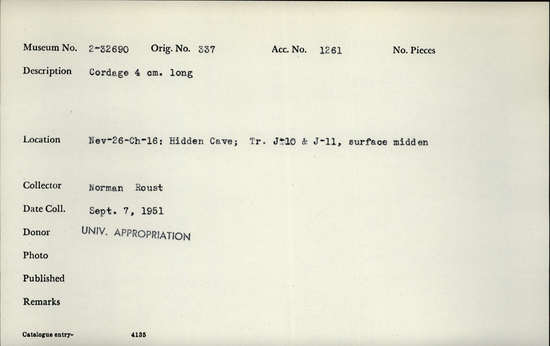 Museum No. 2-32690 Orig. No. 337 Acc. No. 1261 No. Pieces
Description Cordage 4 cm. long
Location Nev-26-Ch-16: Hidden Cave; Tr. J-10 & J-11, surface midden
Collector Norman Roust
Date Coll. Sept. 7, 1951
Donor UNIV. APPROPRIATION
Photo
Published
Remarks
Catalogue entry- 4135